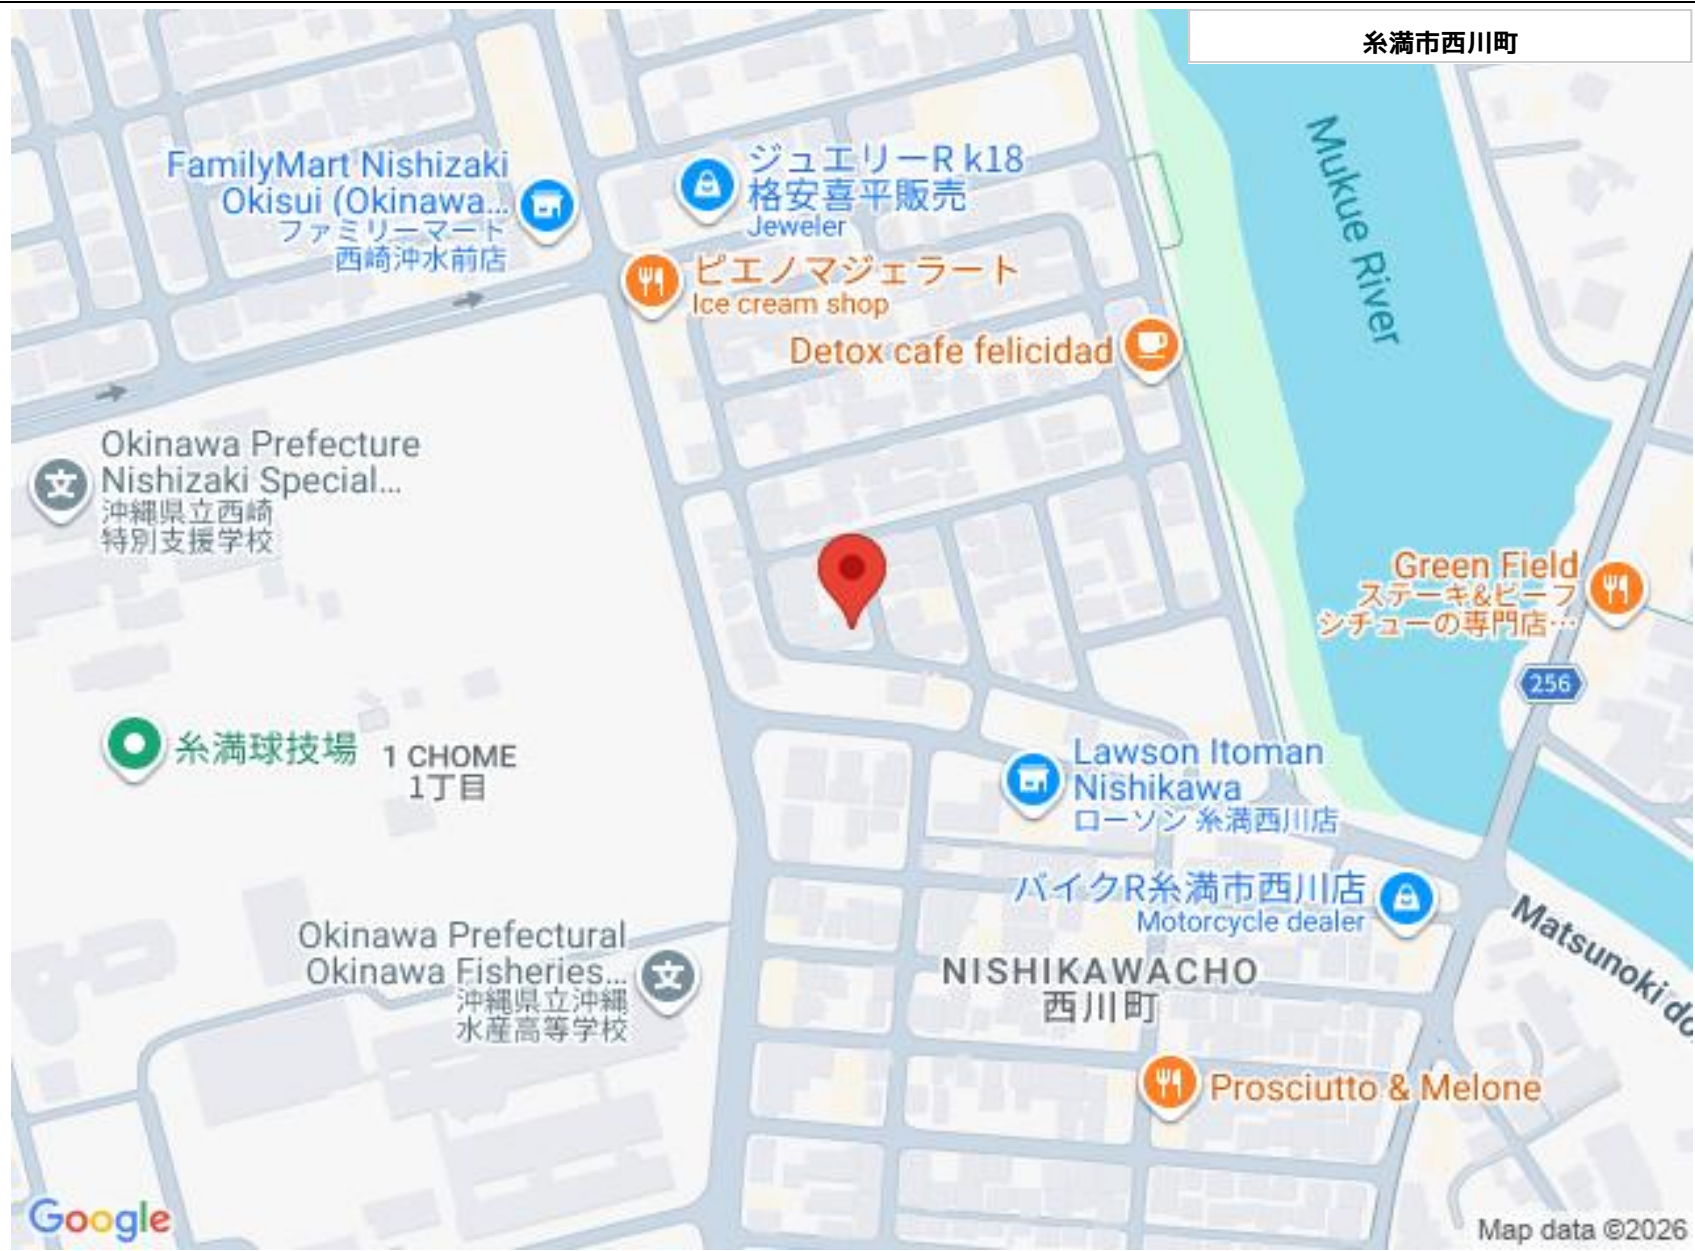 糸満市西川町
FamilyMart Nishizaki
Okisui (Okinawa...
ファミリーマート
西崎沖水前店
ジュエリーR k18
格安喜平販売
Jeweler
ピエノマジェラート
Ice cream shop
Detox cafe felicidad
Mukue River
Okinawa Prefecture
Nishizaki Special...
沖縄県立西崎
特別支援学校
Green Field
ステーキ&ビーフ
シチューの専門店…
256
糸満球技場
1 CHOME
1丁目
Lawson Itoman
Nishikawa
ローソン 糸満西川店
バイクR糸満市西川店
Motorcycle dealer
Matsunoki do
Okinawa Prefectural
Okinawa Fisheries...
沖縄県立沖縄
水産高等学校
NISHIKAWACHO
西川町
Prosciutto & Melone
Google
Map data ©2026